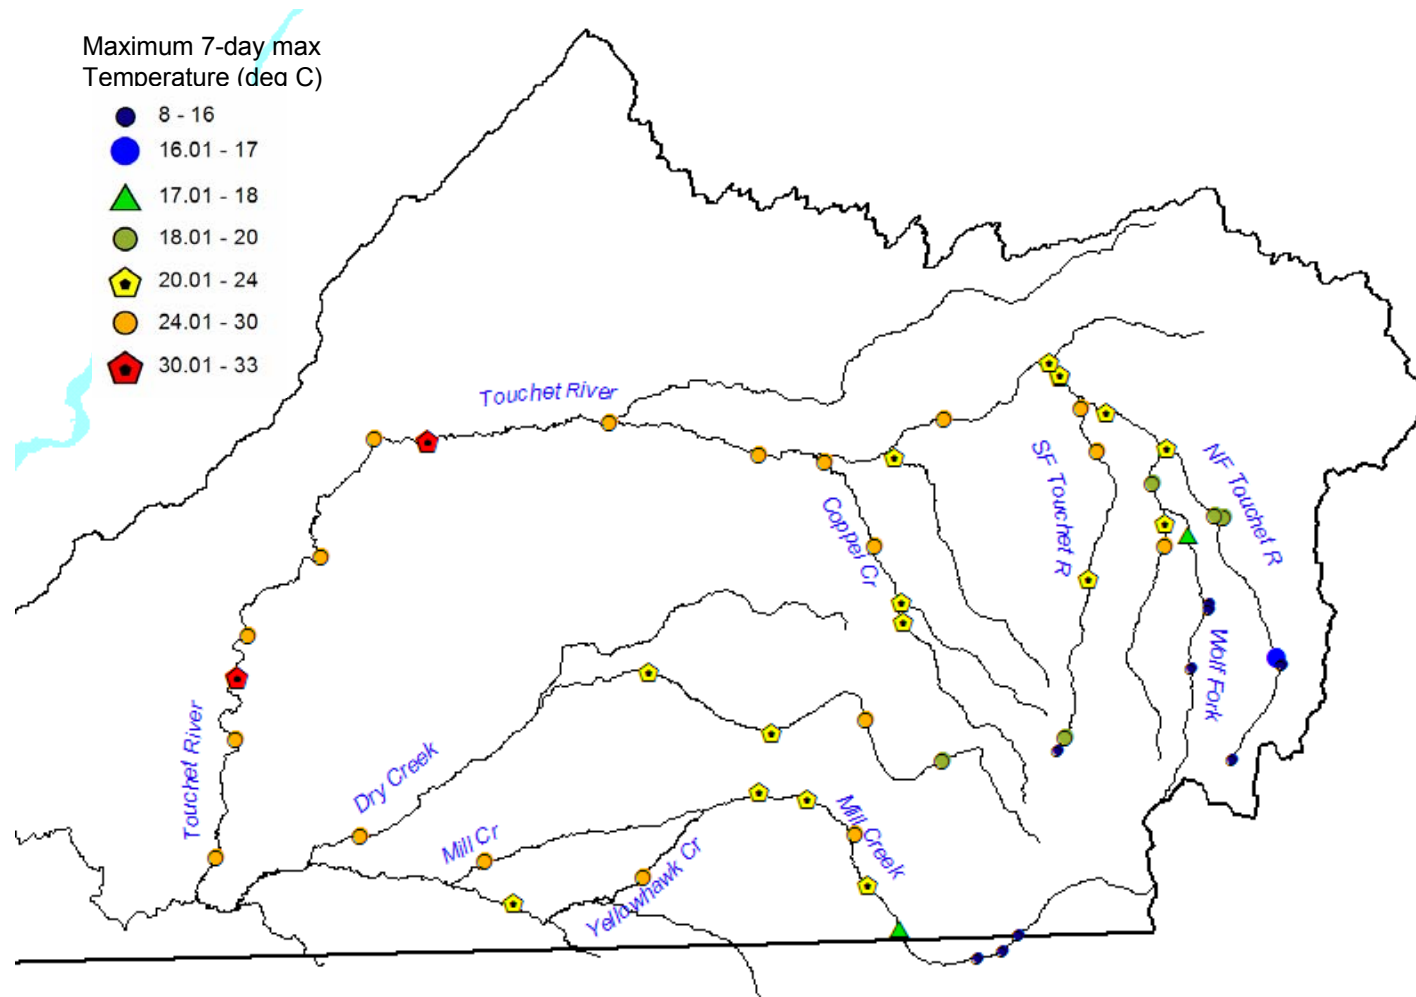 Maximum 7-day max
Temperature (deg C)
8 - 16
16.01 - 17
17.01 - 18
18.01 - 20
20.01 - 24
24.01 - 30
30.01 - 33
Touchet River
SF Touchet R
NF Touchet R
Coppei Cr
Wolf Fork
Touchet River
Dry Creek
Mill Cr
Mill Creek
Yellowhawk Cr